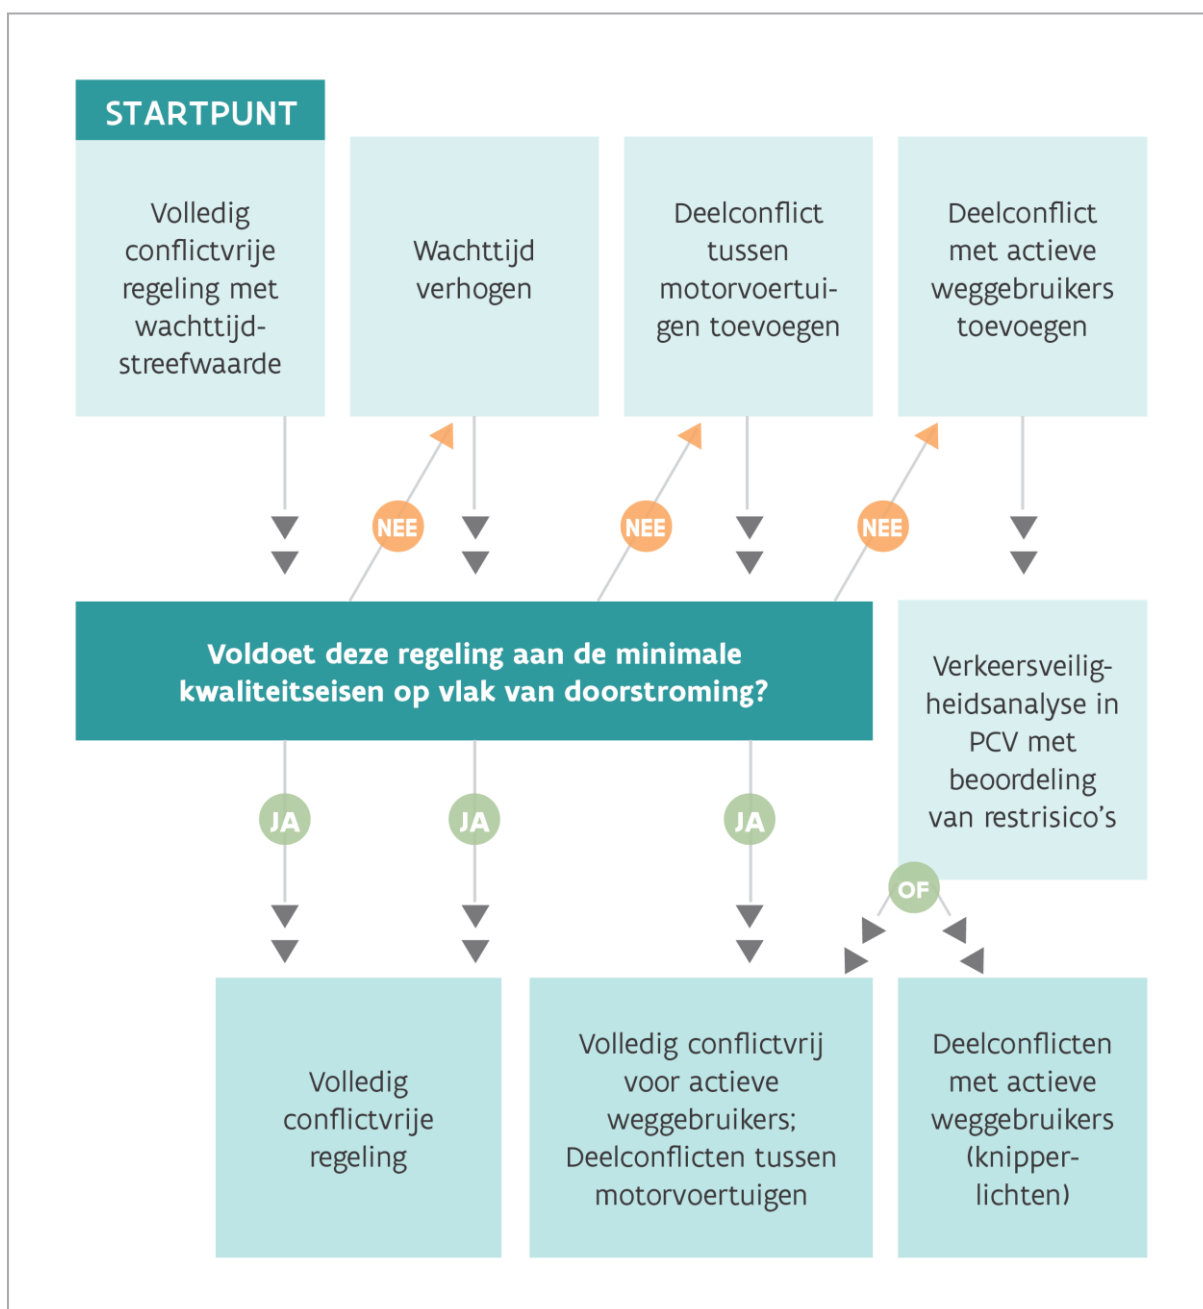 STARTPUNT
Volledig
conflictvrije
regeling met
wachttijd-
streefwaarde
Wachttijd
verhogen
Deelconflict
tussen
motorvoertui-
gen toevoegen
Deelconflict
met actieve
weggebruikers
toevoegen
NEE
NEE
NEE
Voldoet deze regeling aan de minimale
kwaliteitseisen op vlak van doorstroming?
Verkeersveilig-
heidsanalyse in
PCV met
beoordeling
van restrisico's
JA
JA
JA
OF
Volledig
conflictvrije
regeling
Volledig conflictvrij
voor actieve
weggebruikers;
Deelconflicten tussen
motorvoertuigen
Deelconflicten
met actieve
weggebruikers
(knipper-
lichten)